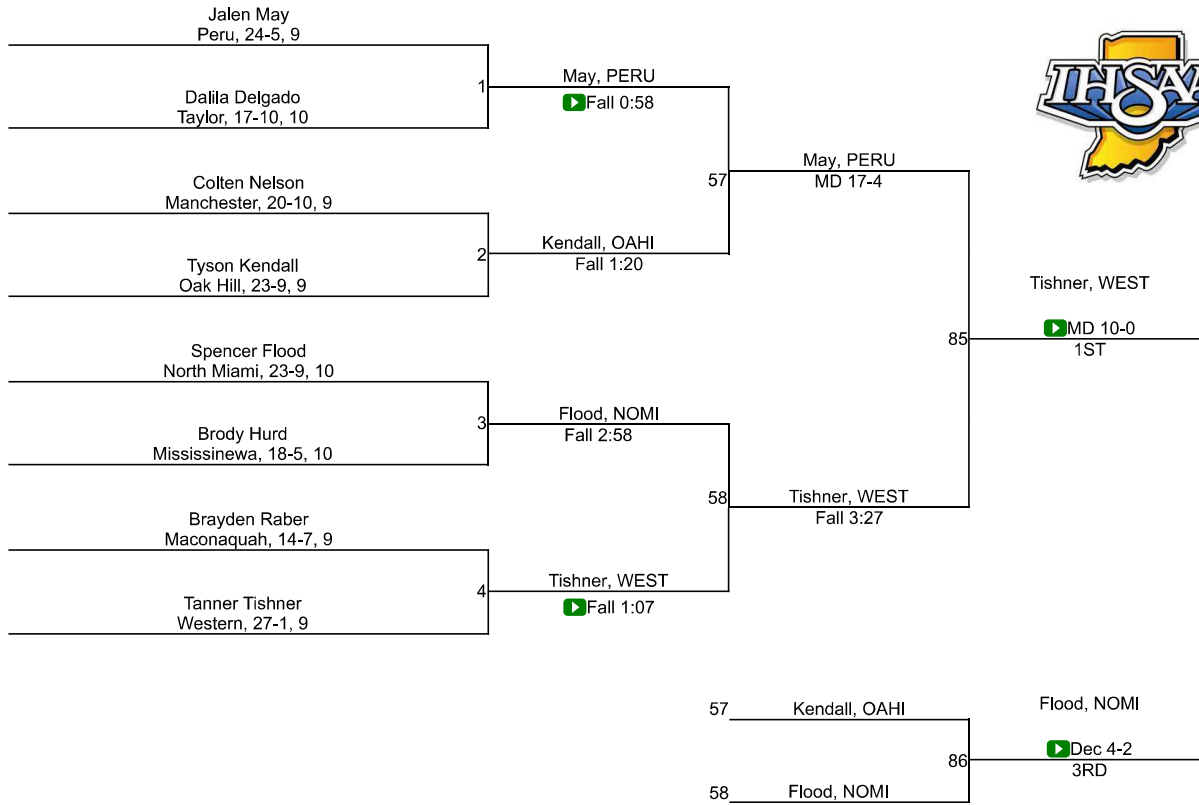 Jalen May
Peru, 24-5, 9
1
Dalila Delgado
Taylor, 17-10, 10
May, PERU
Fall 0:58
Colten Nelson
Manchester, 20-10, 9
2
Tyson Kendall
Oak Hill, 23-9, 9
Kendall, OAHI
Fall 1:20
57
May, PERU
MD 17-4
IHSAA
Spencer Flood
North Miami, 23-9, 10
3
Brody Hurd
Mississinewa, 18-5, 10
Flood, NOMI
Fall 2:58
Brayden Raber
Maconaquah, 14-7, 9
4
Tanner Tishner
Western, 27-1, 9
Tishner, WEST
Fall 1:07
58
Tishner, WEST
Fall 3:27
85
Tishner, WEST
MD 10-0
1ST
57
Kendall, OAHI
86
58
Flood, NOMI
Flood, NOMI
Dec 4-2
3RD